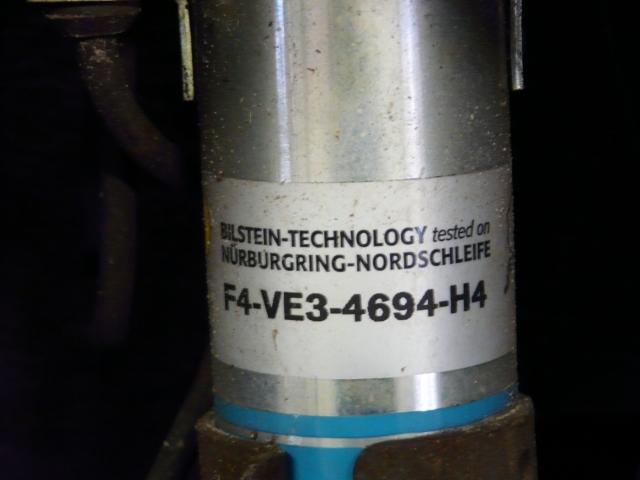 BILSTEIN-TECHNOLOGY tested on
NÜRBURGRING-NORDSCHLEIFE
F4-VE3-4694-H4